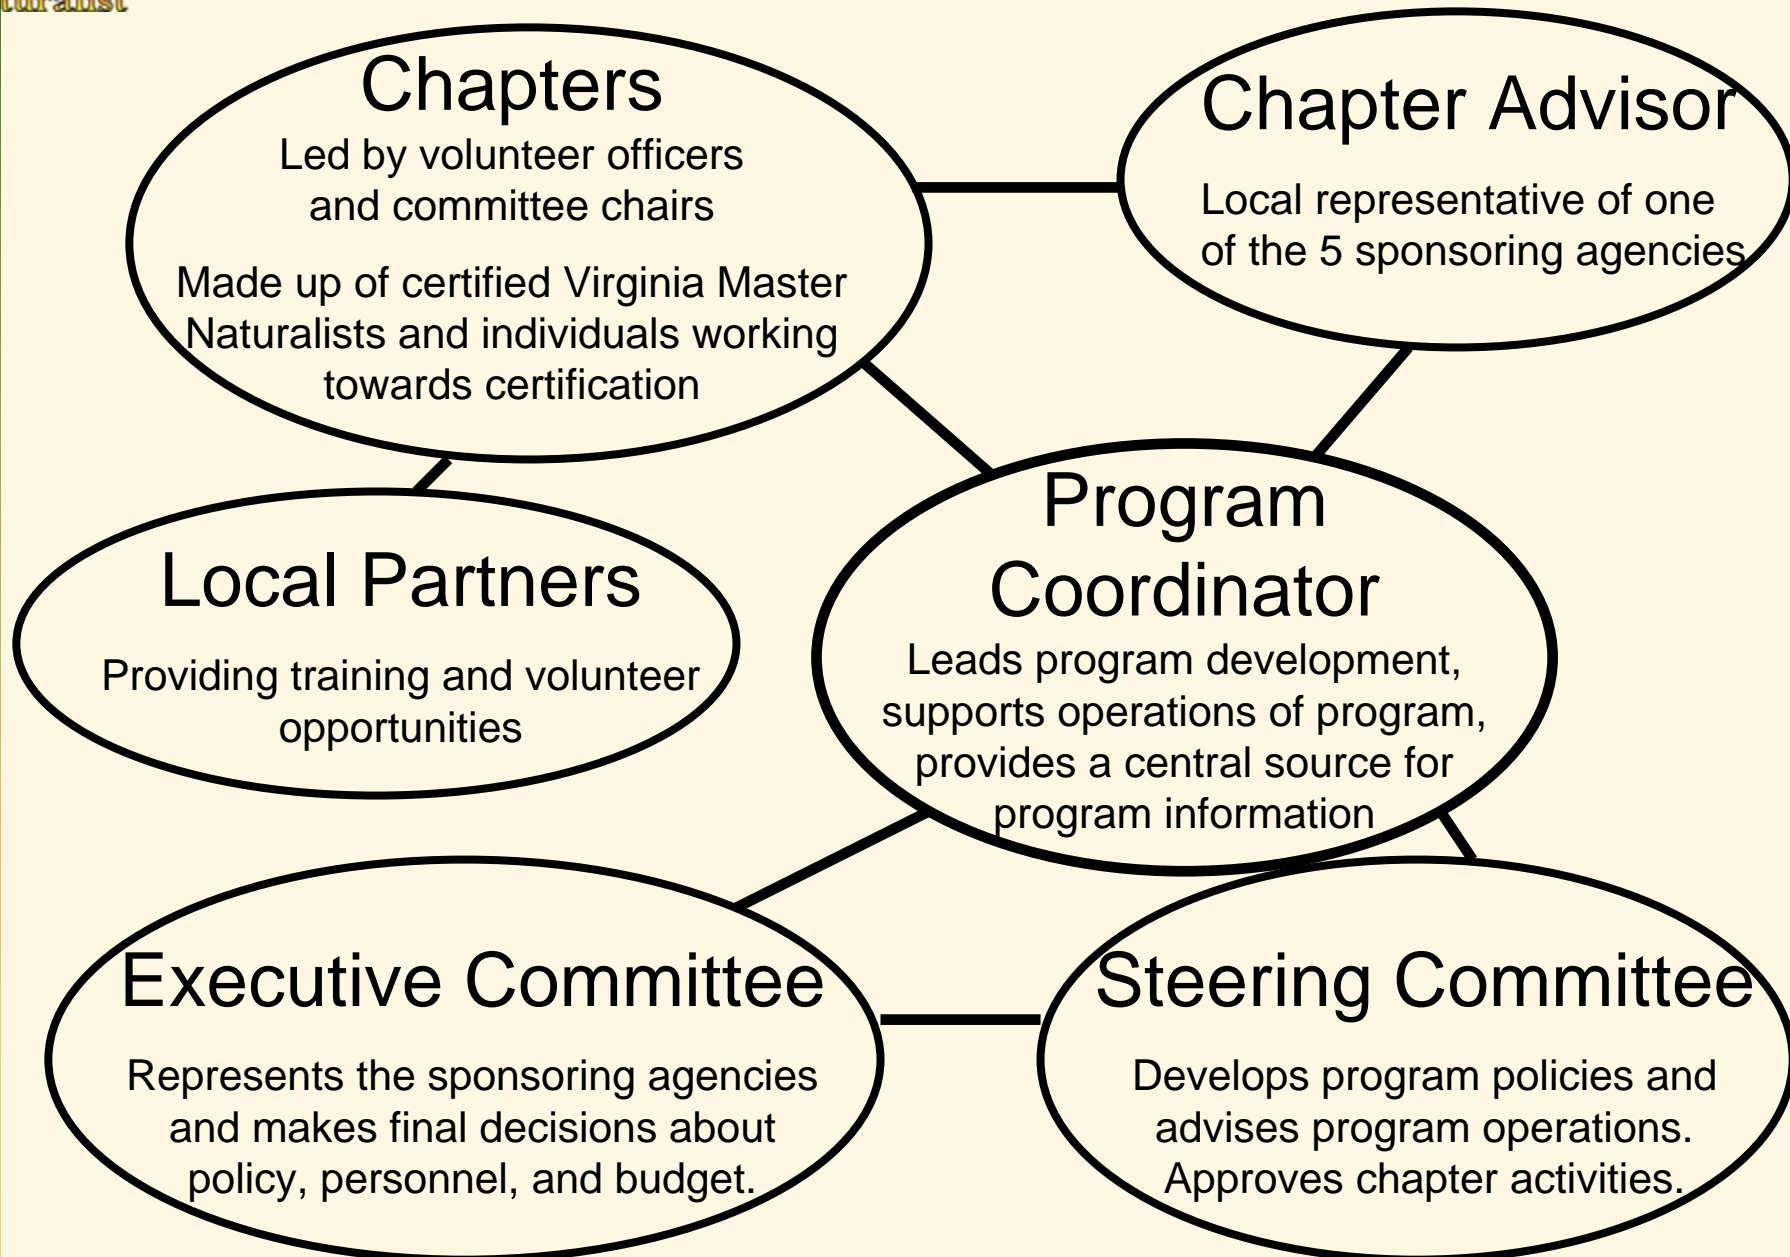 Chapters
Led by volunteer officers
and committee chairs
Made up of certified Virginia Master
Naturalists and individuals working
towards certification
Chapter Advisor
Local representative of one
of the 5 sponsoring agencies
Local Partners
Providing training and volunteer
opportunities
Program
Coordinator
Leads program development,
supports operations of program,
provides a central source for
program information
Executive Committee
Represents the sponsoring agencies
and makes final decisions about
policy, personnel, and budget.
Steering Committee
Develops program policies and
advises program operations.
Approves chapter activities.